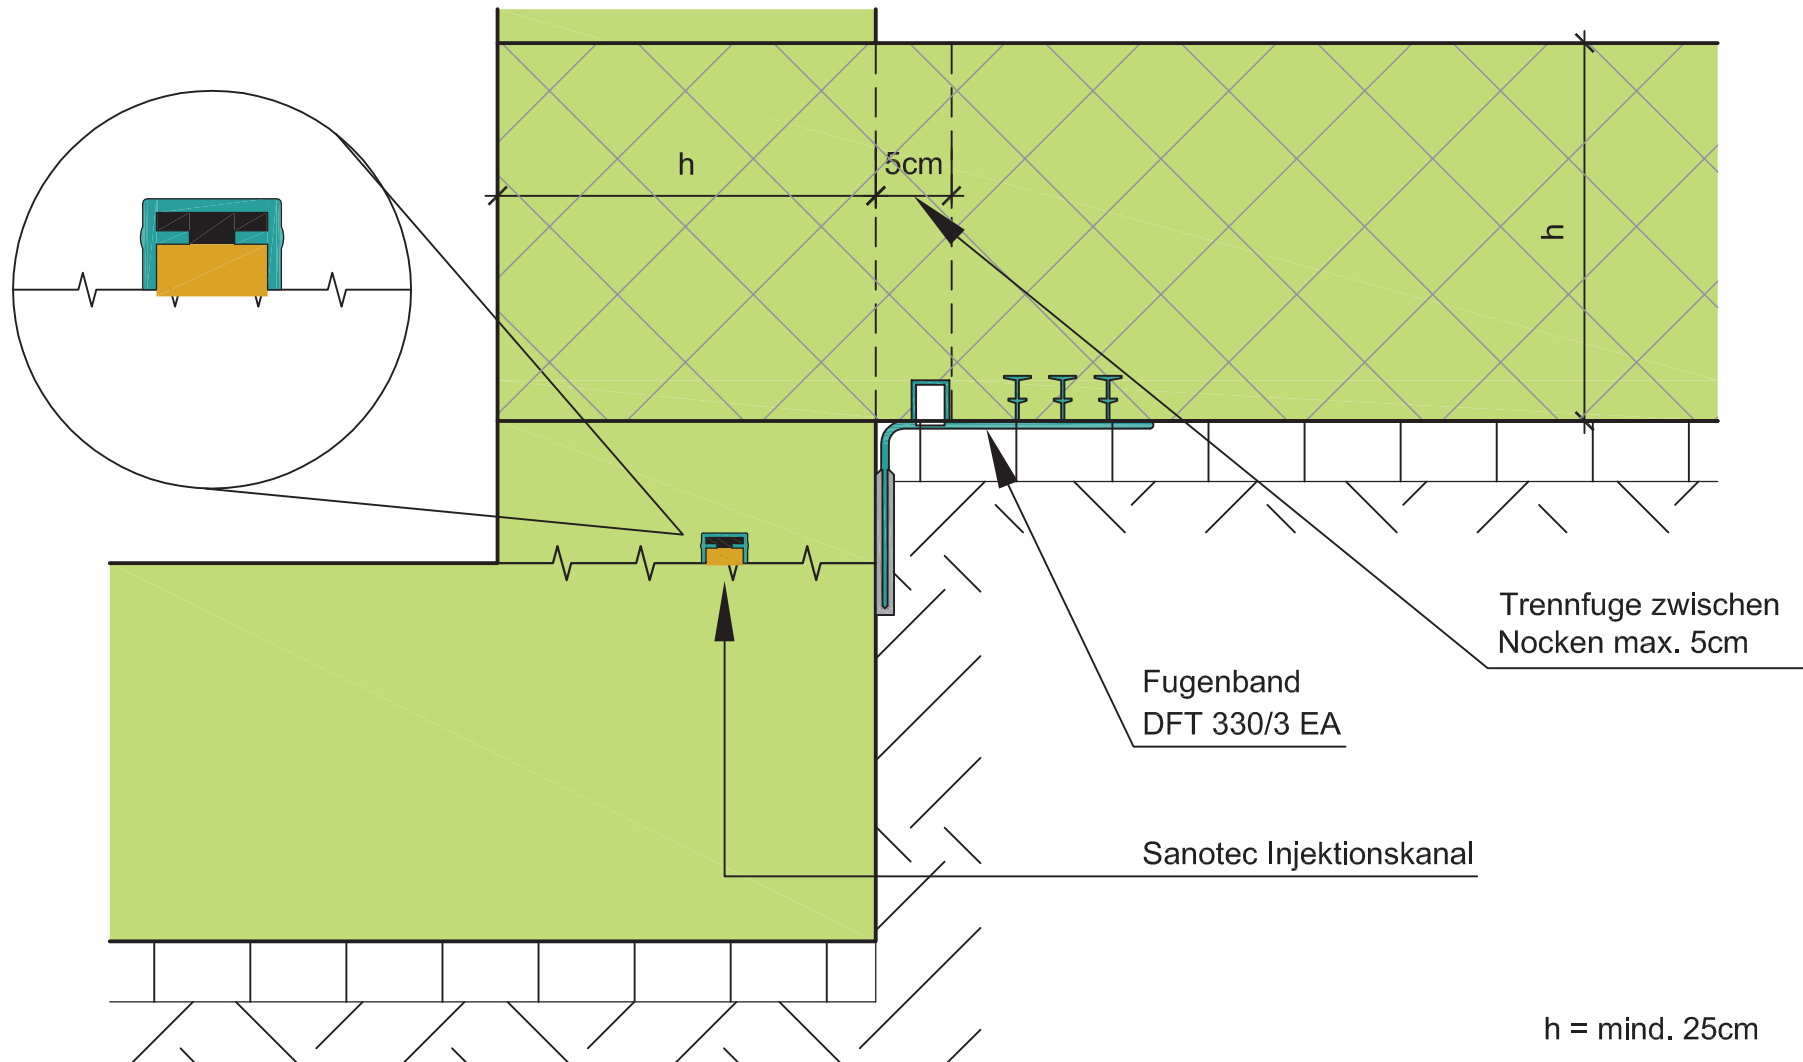 h
5cm
h
Trennfuge zwischen
Nocken max. 5cm
Fugenband
DFT 330/3 EA
Sanotec Injektionskanal
h = mind. 25cm